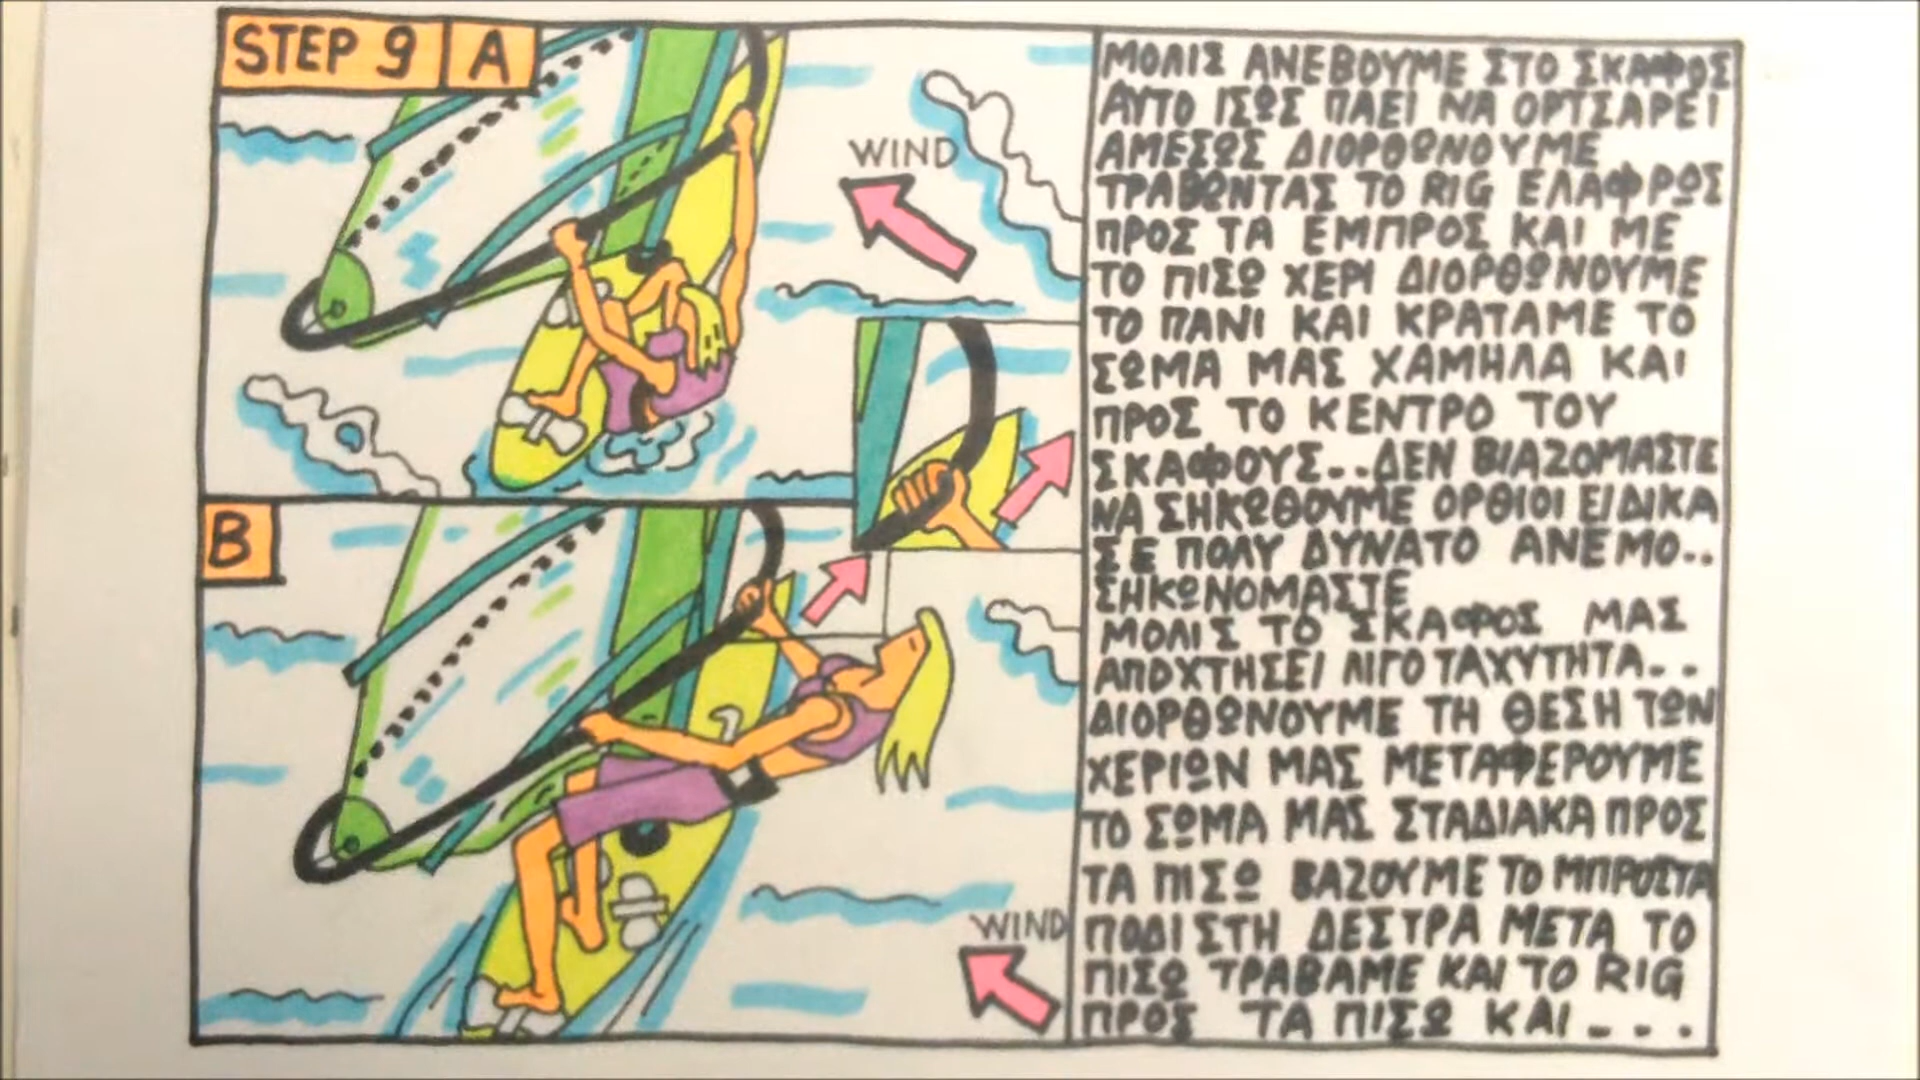 STEP 9 A
WIND
B
WIND
ΜΟΛΙΣ ΑΝΕΒΟΥΜΕ ΣΤΟ ΣΚΑΦΟΣ
ΑΥΤΟ ΙΣΩΣ ΠΑΕΙ ΝΑ ΟΡΤΣΑΡΕΙ
ΑΜΕΣΩΣ ΔΙΟΡΘΩΝΟΥΜΕ
ΤΡΑΒΩΝΤΑΣ ΤΟ RIG ΕΛΑΦΡΩΣ
ΠΡΟΣ ΤΑ ΕΜΠΡΟΣ ΚΑΙ ΜΕ
ΤΟ ΠΙΣΩ ΧΕΡΙ ΔΙΟΡΘΩΝΟΥΜΕ
ΤΟ ΠΑΝΙ ΚΑΙ ΚΡΑΤΑΜΕ ΤΟ
ΣΩΜΑ ΜΑΣ ΧΑΜΗΛΑ ΚΑΙ
ΠΡΟΣ ΤΟ ΚΕΝΤΡΟ ΤΟΥ
ΣΚΑΦΟΥΣ.. ΔΕΝ ΒΙΑΖΟΜΑΣΤΕ
ΝΑ ΣΗΚΩΘΟΥΜΕ ΟΡΘΙΟΙ ΕΙΔΙΚΑ
ΣΕ ΠΟΛΥ ΔΥΝΑΤΟ ΑΝΕΜΟ..
ΣΗΚΩΝΟΜΑΣΤΕ
ΜΟΛΙΣ ΤΟ ΣΚΑΦΟΣ ΜΑΣ
ΑΠΟΧΤΗΣΕΙ ΛΙΓΟ ΤΑΧΥΤΗΤΑ..
ΔΙΟΡΘΩΝΟΥΜΕ ΤΗ ΘΕΣΗ ΤΩΝ
ΧΕΡΙΩΝ ΜΑΣ ΜΕΤΑΦΕΡΟΥΜΕ
ΤΟ ΣΩΜΑ ΜΑΣ ΣΤΑΔΙΑΚΑ ΠΡΟΣ
ΤΑ ΠΙΣΩ ΒΑΖΟΥΜΕ ΤΟ ΜΠΡΟΣΤΑ
ΠΟΔΙ ΣΤΗ ΔΕΣΤΡΑ ΜΕΤΑ ΤΟ
ΠΙΣΩ ΤΡΑΒΑΜΕ ΚΑΙ ΤΟ RIG
ΠΡΟΣ ΤΑ ΠΙΣΩ ΚΑΙ...